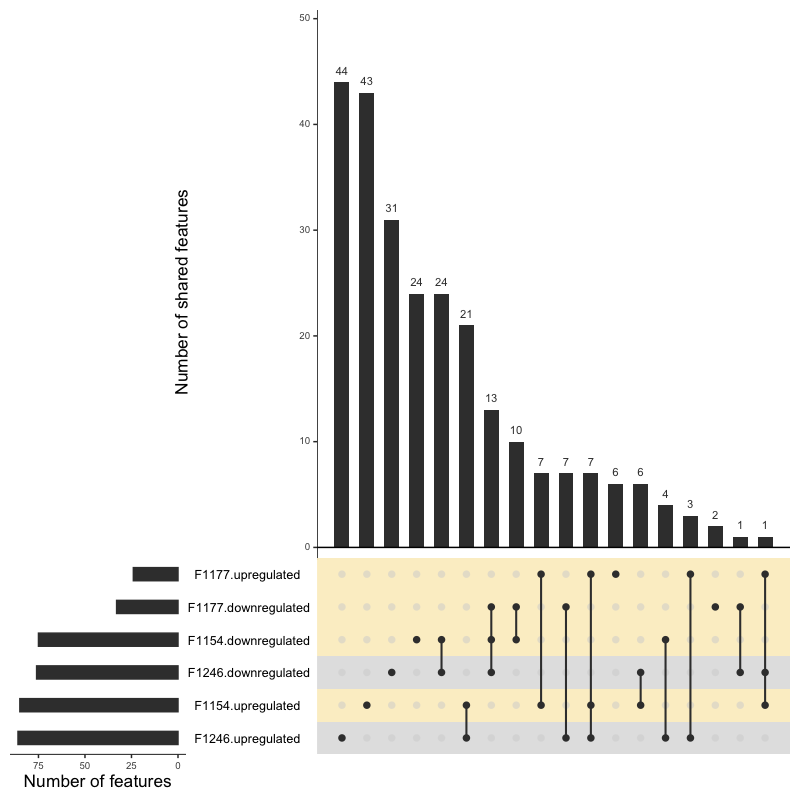 50
40
30
20
10
0
Number of shared features
44
43
31
24
24
21
13
10
7
7
7
6
6
4
3
2
1
1
F1177.upregulated
F1177.downregulated
F1154.downregulated
F1246.downregulated
F1154.upregulated
F1246.upregulated
75 50 25 0
Number of features